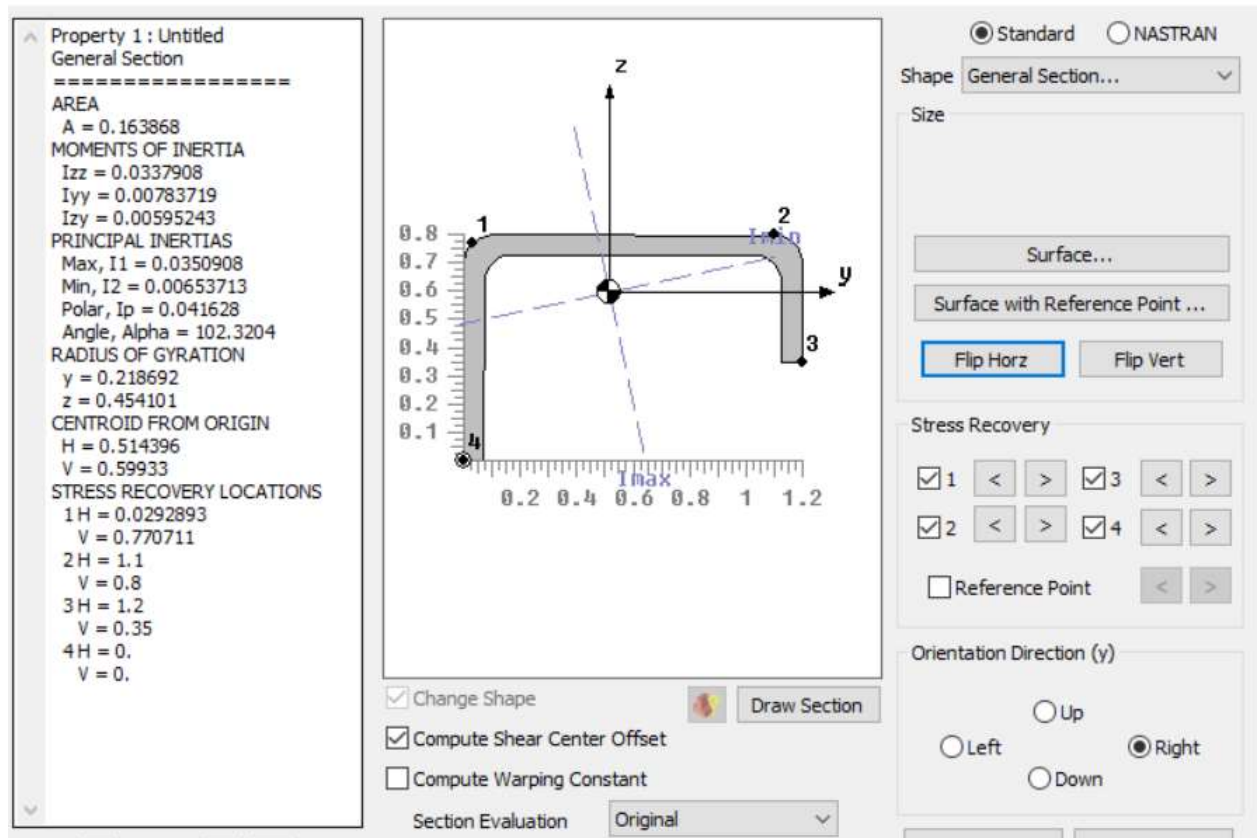 Property 1 : Untitled
General Section
==================
AREA
A = 0.163868
MOMENTS OF INERTIA
Izz = 0.0337908
Iyy = 0.00783719
Izy = 0.00595243
PRINCIPAL INERTIAS
Max, I1 = 0.0350908
Min, I2 = 0.00653713
Polar, Ip = 0.041628
Angle, Alpha = 102.3204
RADIUS OF GYRATION
y = 0.218692
z = 0.454101
CENTROID FROM ORIGIN
H = 0.514396
V = 0.59933
STRESS RECOVERY LOCATIONS
1 H = 0.0292893
V = 0.770711
2 H = 1.1
V = 0.8
3 H = 1.2
V = 0.35
4 H = 0.
V = 0.
z
1
2
0.8
Imin
0.7
y
0.6
0.5
0.4
3
0.3
0.2
0.1
4
Imax
0.2 0.4 0.6 0.8 1 1.2
Change Shape
Draw Section
Compute Shear Center Offset
Compute Warping Constant
Section Evaluation Original
Standard NASTRAN
Shape General Section...
Size
Surface...
Surface with Reference Point ...
Flip Horz Flip Vert
Stress Recovery
1 < > 3 < >
2 < > 4 < >
Reference Point < >
Orientation Direction (y)
Up
Left Right
Down